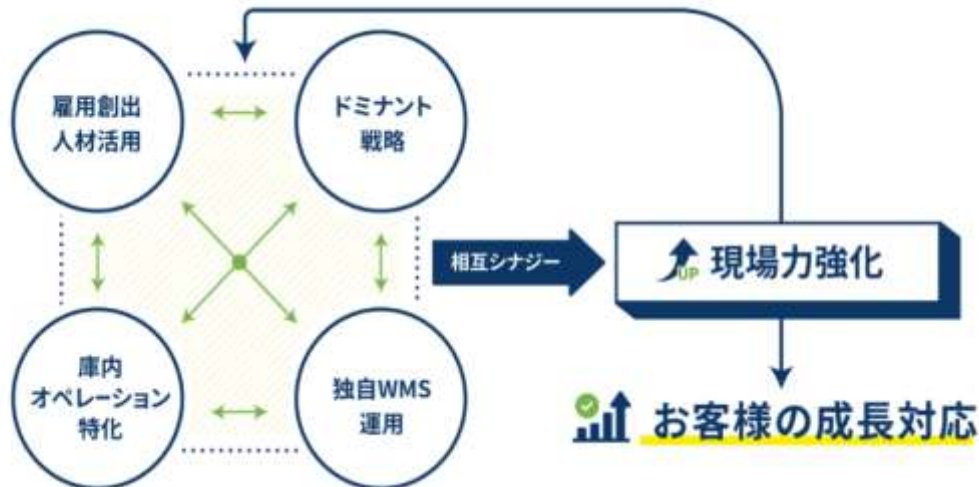 雇用創出
人材活用
ドミナント
戦略
相互シナジー
UP
現場力強化
庫内
オペレーション
特化
独自WMS
運用
お客様の成長対応